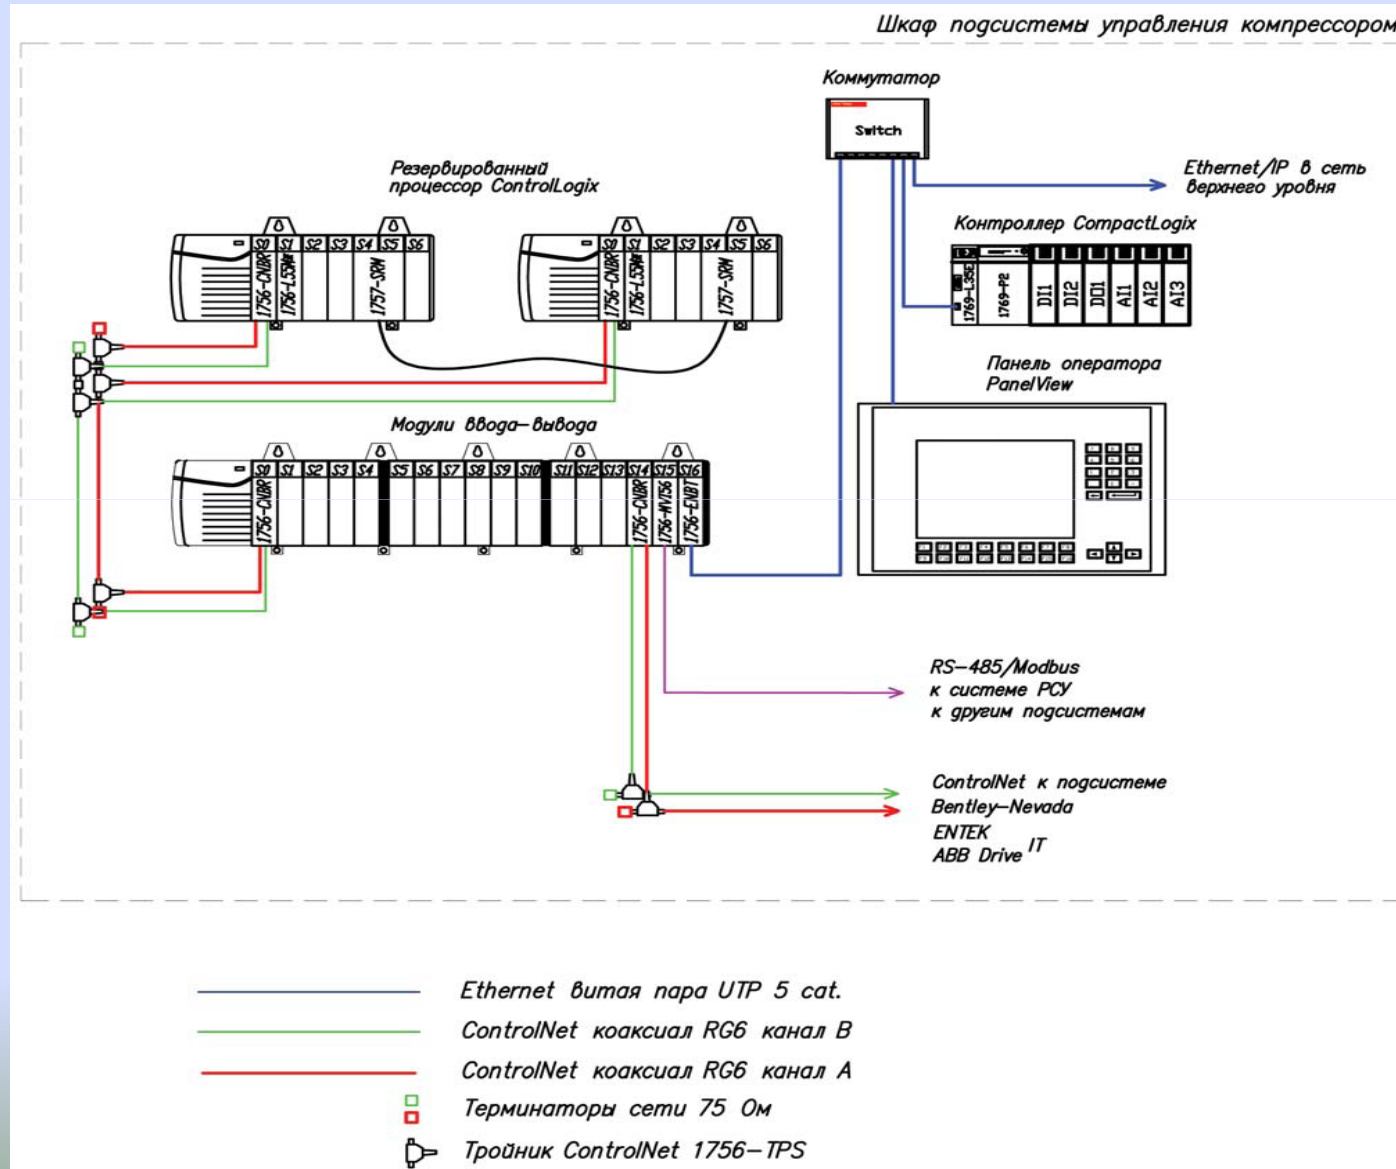 Шкаф подсистемы управления компрессором
Коммутатор
Switch
Резервированный
процессор ControlLogix
Ethernet/IP в сеть
верхнего уровня
Контроллер CompactLogix
S0 S1 S2 S3 S4 S5 S6
1756-CNBR
1757-SRM
S0 S1 S2 S3 S4 S5 S6
1756-CNBR
1757-SRM
1769-L35E
1769-P2
DI1
DI2
DO1
AI1
AI2
AI3
Панель оператора
PanelView
Модули ввода-вывода
S0 S1 S2 S3 S4 S5 S6 S7 S8 S9 S10 S11 S12 S13 S14 S15 S16
1756-CNBR
1756-CNBR
1756-MVI56
1756-ENBT
RS-485/Modbus
к системе РСУ
к другим подсистемам
ControlNet к подсистеме
Bentley-Nevada
ENTEK
ABB Drive IT
Ethernet витая пара UTP 5 cat.
ControlNet коаксиал RG6 канал B
ControlNet коаксиал RG6 канал A
Терминаторы сети 75 Ом
Тройник ControlNet 1756-TPS